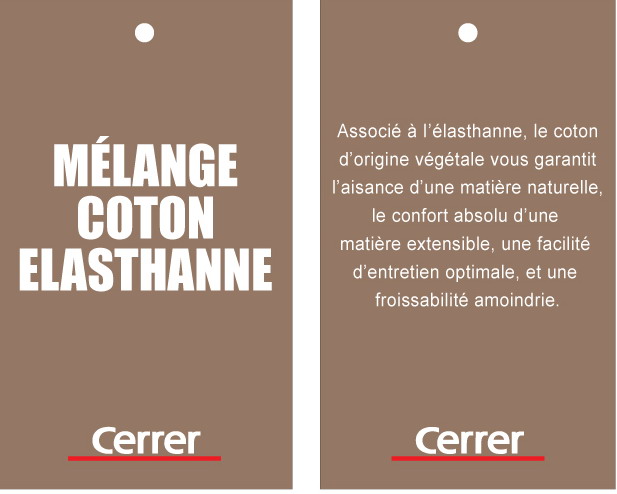 MÉLANGE
COTON
ELASTHANNE
Cerrer
Associé à l'élasthanne, le coton
d'origine végétale vous garantit
l'aisance d'une matière naturelle,
le confort absolu d'une
matière extensible, une facilité
d'entretien optimale, et une
froissabilité amoindrie.
Cerrer